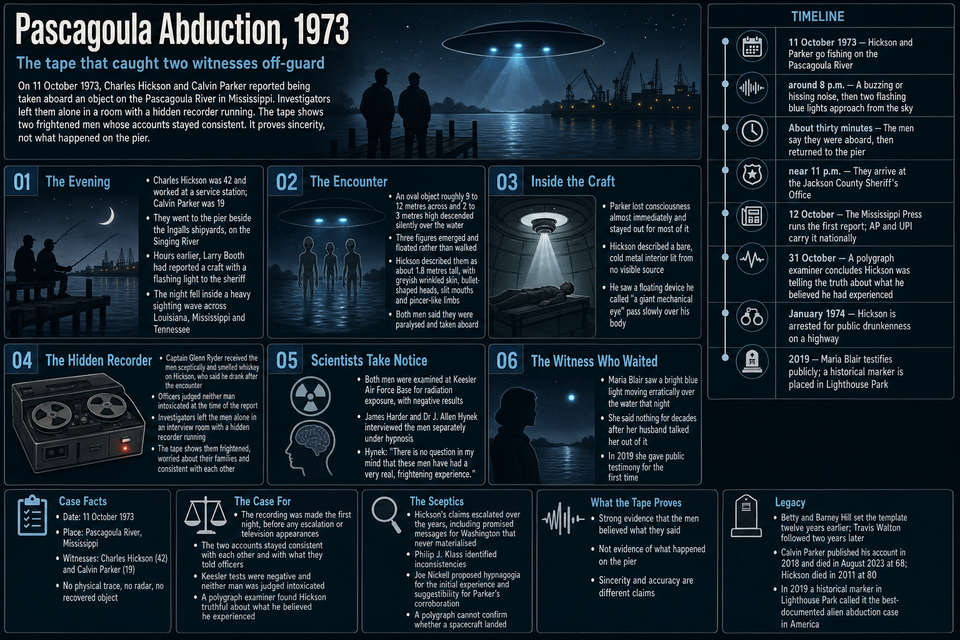 Pascagoula Abduction, 1973
The tape that caught two witnesses off-guard
On 11 October 1973, Charles Hickson and Calvin Parker reported being
taken aboard an object on the Pascagoula River in Mississippi. Investigators
left them alone in a room with a hidden recorder running. The tape shows
two frightened men whose accounts stayed consistent. It proves sincerity,
not what happened on the pier.
TIMELINE
11 October 1973 — Hickson and
Parker go fishing on the
Pascagoula River
around 8 p.m. — A buzzing or
hissing noise, then two flashing
blue lights approach from the sky
About thirty minutes — The men
say they were aboard, then
returned to the pier
near 11 p.m. — They arrive at
the Jackson County Sheriff's
Office
12 October — The Mississippi Press
runs the first report; AP and UPI
carry it nationally
31 October — A polygraph
examiner concludes Hickson was
telling the truth about what he
believed he had experienced
January 1974 — Hickson is
arrested for public drunkenness
on a highway
2019 — Maria Blair testifies
publicly; a historical marker is
placed in Lighthouse Park
01 The Evening
• Charles Hickson was 42 and
worked at a service station;
Calvin Parker was 19
• They went to the pier beside
the Ingalls shipyards, on the
Singing River
• Hours earlier, Larry Booth
had reported a craft with a
flashing light to the sheriff
• The night fell inside a heavy
sighting wave across
Louisiana, Mississippi and
Tennessee
02 The Encounter
• An oval object roughly 9 to
12 metres across and 2 to
3 metres high descended
silently over the water
• Three figures emerged and
floated rather than walked
• Hickson described them as
about 1.8 metres tall, with
greyish wrinkled skin, bullet-
shaped heads, slit mouths
and pincer-like limbs
• Both men said they were
paralysed and taken aboard
03 Inside the Craft
• Parker lost consciousness
almost immediately and
stayed out for most of it
• Hickson described a bare,
cold metal interior lit from
no visible source
• He saw a floating device he
called "a giant mechanical
eye" pass slowly over his
body
04 The Hidden Recorder
• Captain Glenn Ryder received the
men sceptically and smelled whiskey
on Hickson, who said he drank after
the encounter
• Officers judged neither man
intoxicated at the time of the report
• Investigators left the men alone in
an interview room with a hidden
recorder running
• The tape shows them frightened,
worried about their families and
consistent with each other
05 Scientists Take Notice
• Both men were examined at Keesler
Air Force Base for radiation
exposure, with negative results
• James Harder and Dr J. Allen Hynek
interviewed the men separately
under hypnosis
• Hynek: "There is no question in my
mind that these men have had a
very real, frightening experience."
06 The Witness Who Waited
• Maria Blair saw a bright blue
light moving erratically over
the water that night
• She said nothing for decades
after her husband talked
her out of it
• In 2019 she gave public
testimony for the
first time
Case Facts
• Date: 11 October 1973
• Place: Pascagoula River,
Mississippi
• Witnesses: Charles Hickson (42)
and Calvin Parker (19)
• No physical trace, no radar, no
recovered object
The Case For
• The recording was made the first
night, before any escalation or
television appearances
• The two accounts stayed consistent
with each other and with what they
told officers
• Keesler tests were negative and
neither man was judged intoxicated
• A polygraph examiner found Hickson
truthful about what he believed
he experienced
The Sceptics
• Hickson's claims escalated over
the years, including promised
messages for Washington that
never materialised
• Philip J. Klass identified
inconsistencies
• Joe Nickell proposed hypnagogia for
the initial experience and
suggestibility for Parker's
corroboration
• A polygraph cannot confirm
whether a spacecraft landed
What the Tape Proves
• Strong evidence that the men
believed what they said
• Not evidence of what happened
on the pier
• Sincerity and accuracy are
different claims
Legacy
• Betty and Barney Hill set the template
twelve years earlier; Travis Walton
followed two years later
• Calvin Parker published his account in
2018 and died in August 2023 at 68;
Hickson died in 2011 at 80
• In 2019 a historical marker in
Lighthouse Park called it the best-
documented alien abduction case
in America